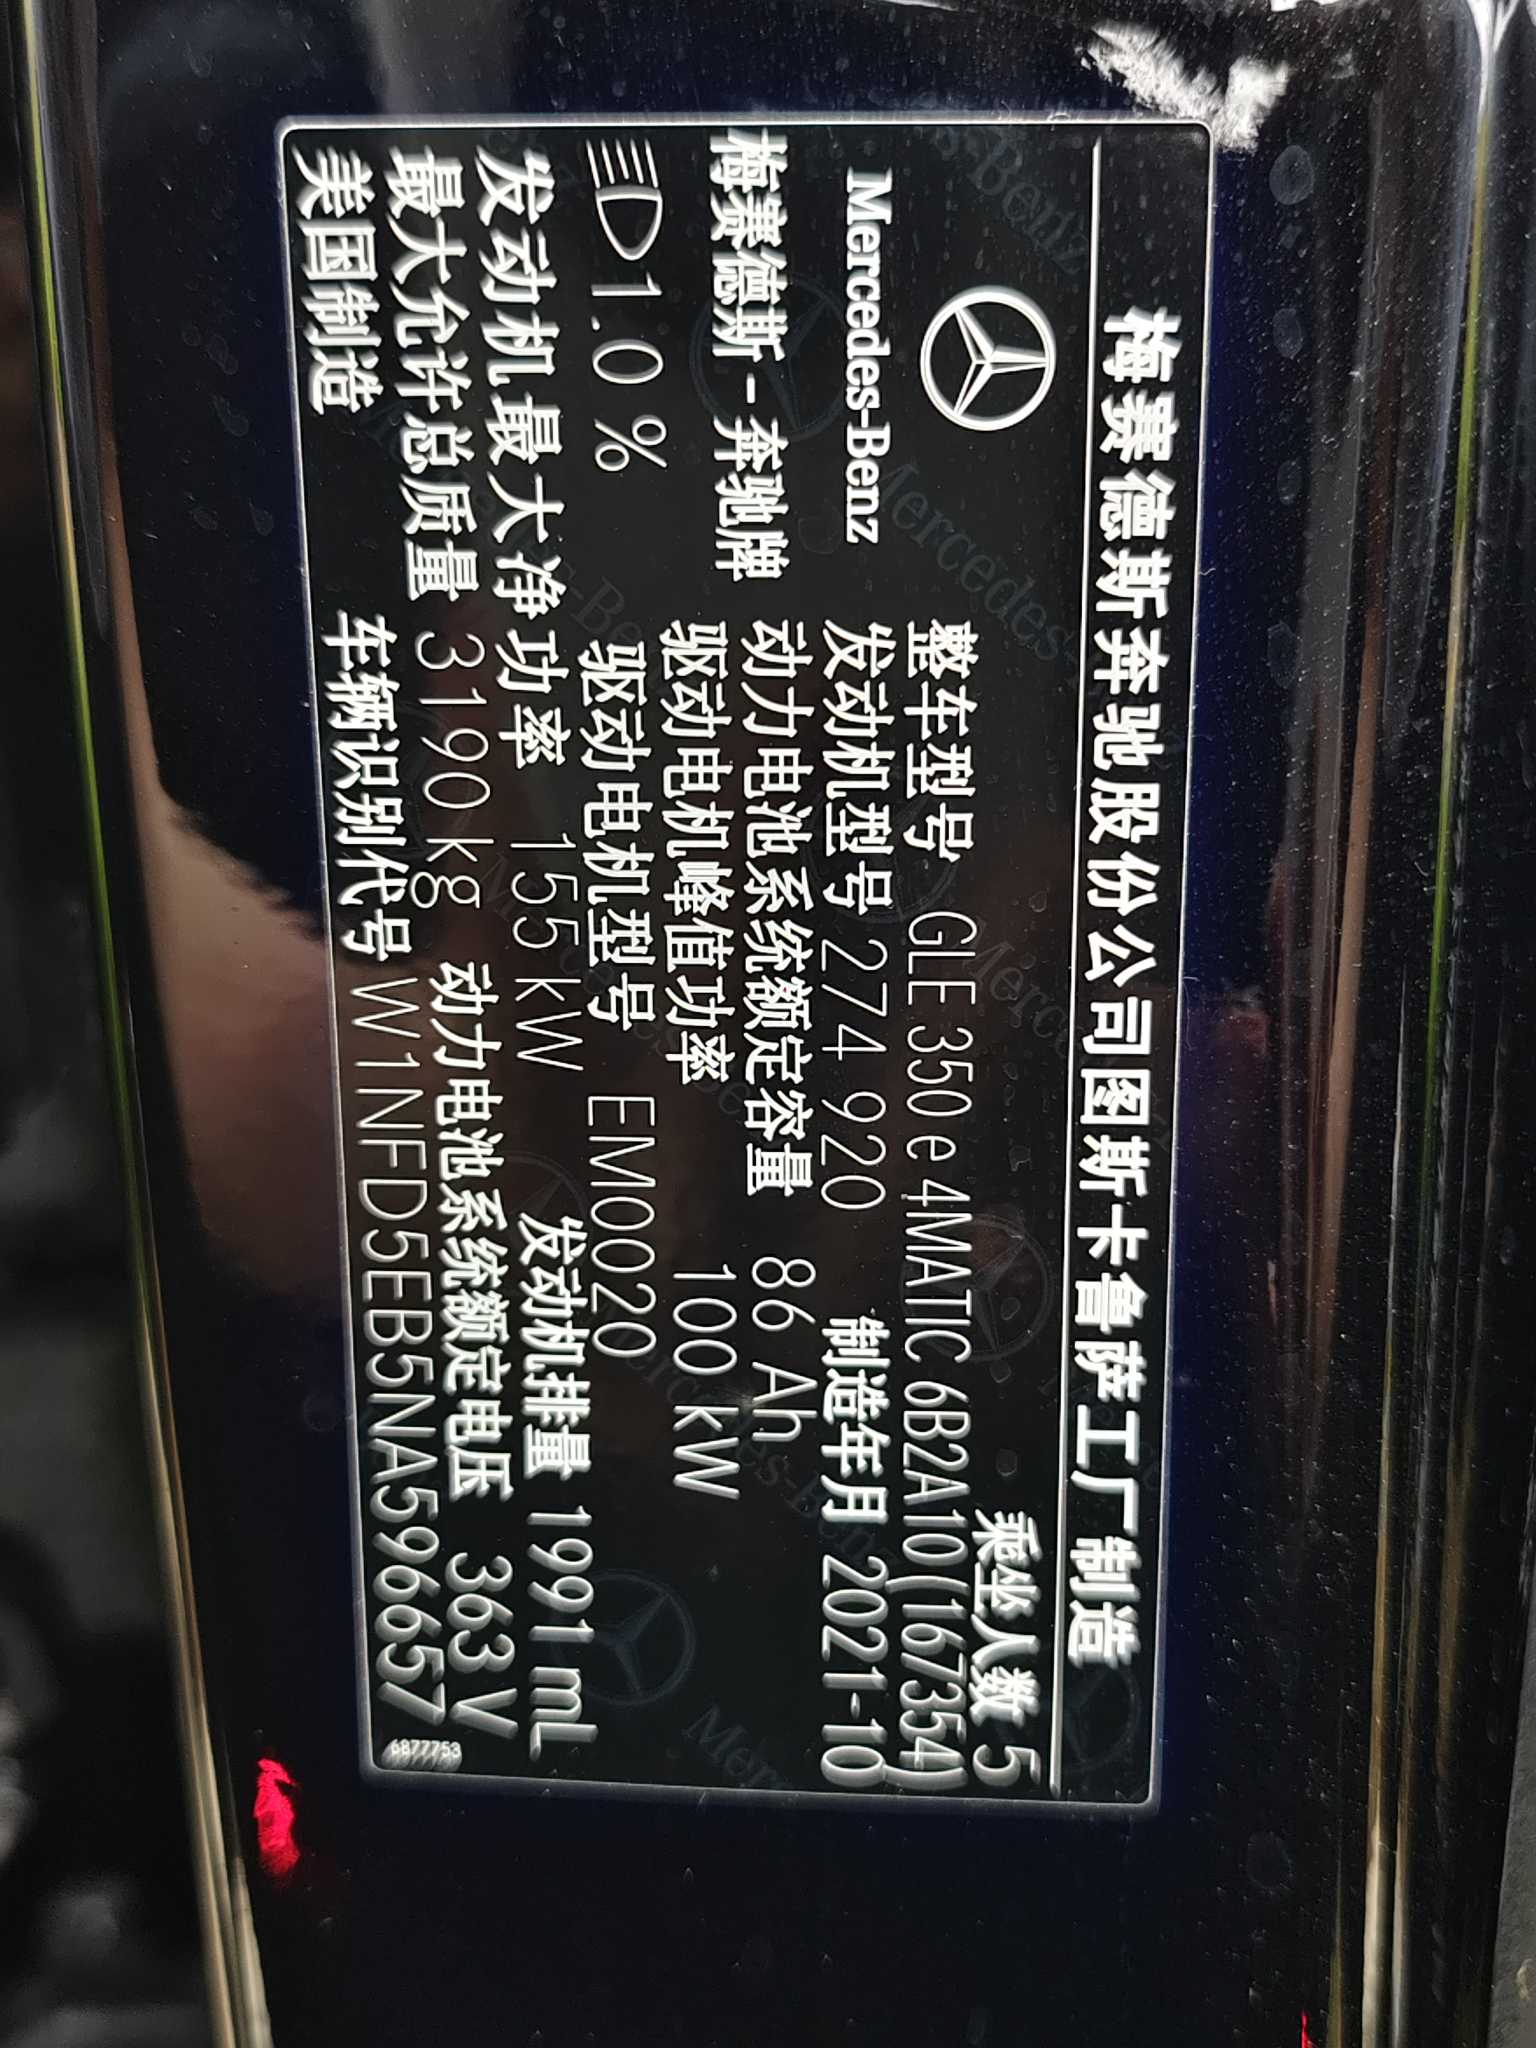 梅赛德斯奔驰股份公司图斯卡鲁萨工厂制造
乘坐人数 5
Mercedes-Benz
整车型号 GLE 350 e 4MATIC 6B2A10(167354)
发动机型号 274 920 制造年月 2021-10
梅赛德斯-奔驰牌 动力电池系统额定容量 86 Ah
驱动电机峰值功率 100 kW
1.0 % 驱动电机型号 EM0020
发动机最大净功率 155 kW 发动机排量 1991 mL
最大允许总质量 3190 kg 动力电池系统额定电压 363 V
美国制造 车辆识别代号 W1NFD5EB5NA596657
6877753